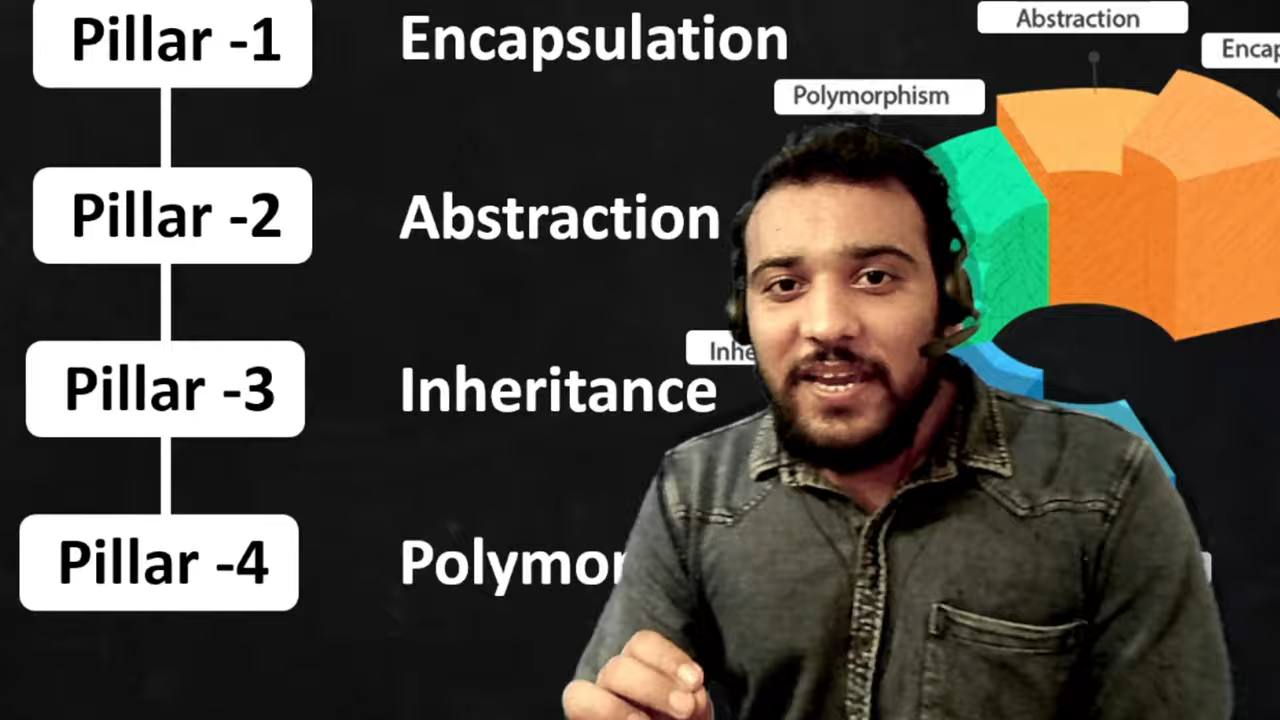 Pillar -1 Encapsulation
Abstraction
Encap
Polymorphism
Pillar -2 Abstraction
Inhe
Pillar -3 Inheritance
Pillar -4 Polymor